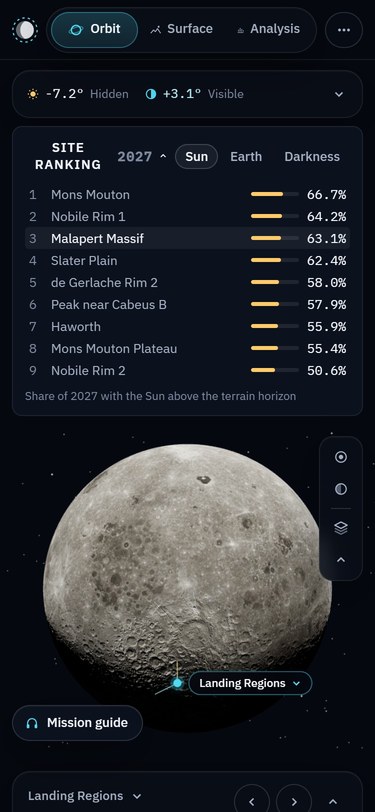 Orbit Surface Analysis
-7.2° Hidden +3.1° Visible
SITE RANKING 2027 Sun Earth Darkness
1 Mons Mouton 66.7%
2 Nobile Rim 1 64.2%
3 Malapert Massif 63.1%
4 Slater Plain 62.4%
5 de Gerlache Rim 2 58.0%
6 Peak near Cabeus B 57.9%
7 Haworth 55.9%
8 Mons Mouton Plateau 55.4%
9 Nobile Rim 2 50.6%
Share of 2027 with the Sun above the terrain horizon
Landing Regions
Mission guide
Landing Regions